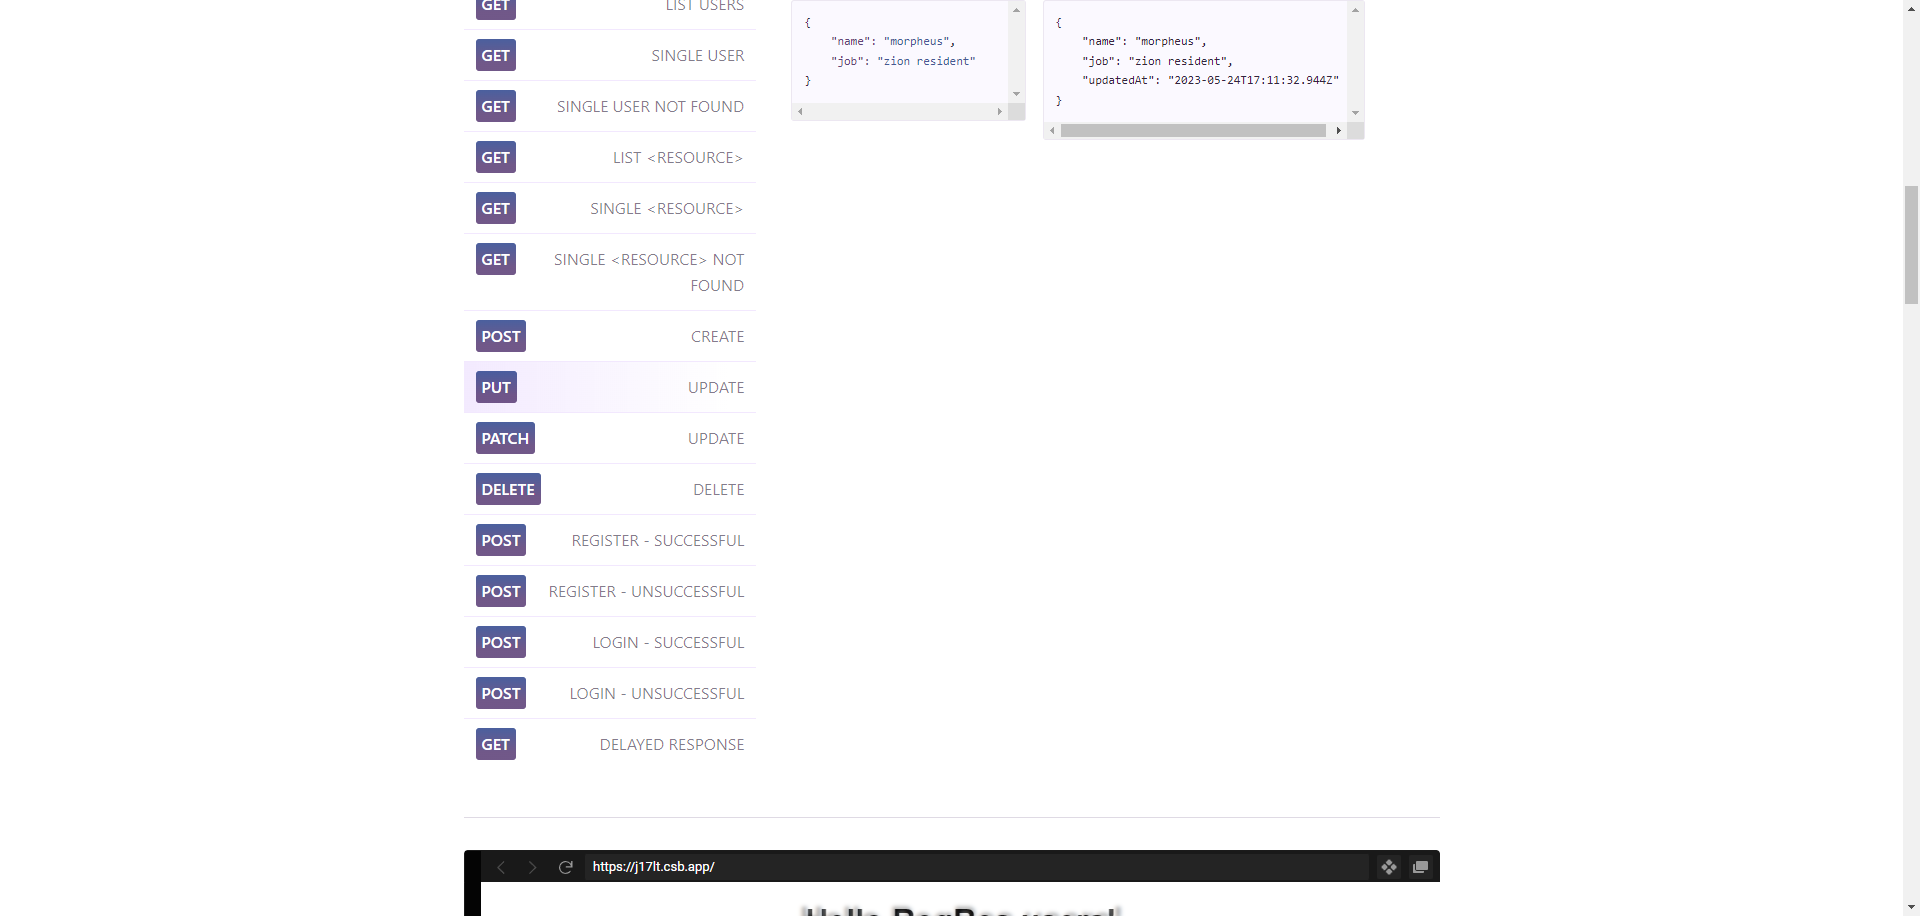 GET LIST USERS
GET SINGLE USER
GET SINGLE USER NOT FOUND
GET LIST <RESOURCE>
GET SINGLE <RESOURCE>
GET SINGLE <RESOURCE> NOT
FOUND
POST CREATE
PUT UPDATE
PATCH UPDATE
DELETE DELETE
POST REGISTER - SUCCESSFUL
POST REGISTER - UNSUCCESSFUL
POST LOGIN - SUCCESSFUL
POST LOGIN - UNSUCCESSFUL
GET DELAYED RESPONSE
{
"name": "morpheus",
"job": "zion resident"
}
{
"name": "morpheus",
"job": "zion resident",
"updatedAt": "2023-05-24T17:11:32.944Z"
}
https://j17lt.csb.app/
Hello ReqRes users!